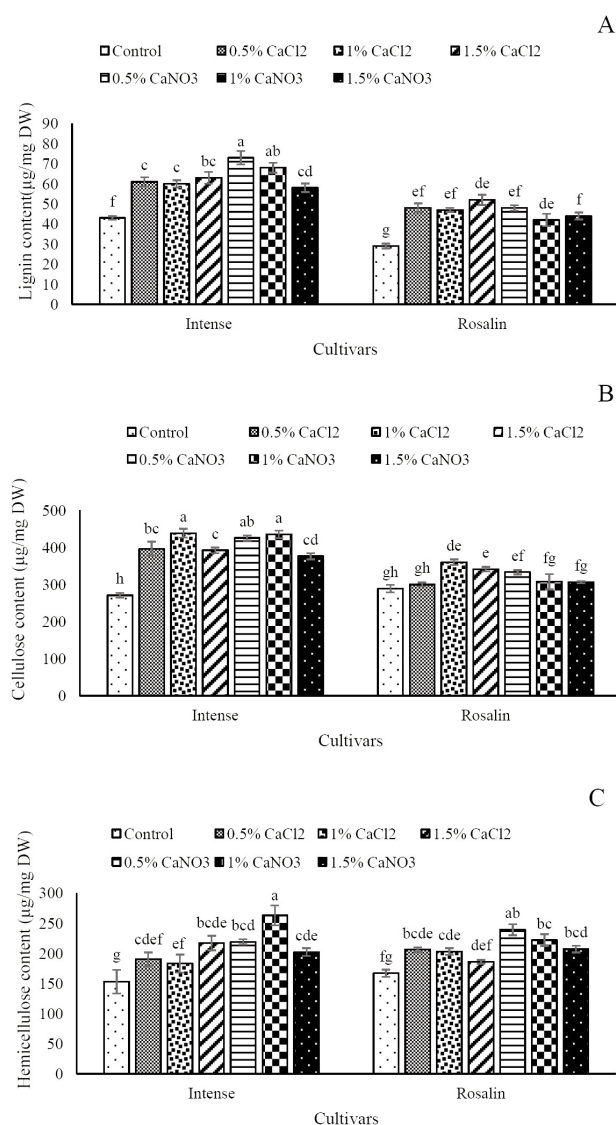 A
Control 0.5% CaCl2 1% CaCl2 1.5% CaCl2
0.5% CaNO3 1% CaNO3 1.5% CaNO3
Lignin content(µg/mg DW)
90
80
70
60
50
40
30
20
10
0
f c c bc a ab cd g ef ef de ef de f
Intense Rosalin
Cultivars
B
Control 0.5% CaCl2 1% CaCl2 1.5% CaCl2
0.5% CaNO3 1% CaNO3 1.5% CaNO3
Cellulose content (µg/mg DW)
500
400
300
200
100
0
h bc a c ab a cd gh gh de e ef fg fg
Intense Rosalin
Cultivars
C
Control 0.5% CaCl2 1% CaCl2 1.5% CaCl2
0.5% CaNO3 1% CaNO3 1.5% CaNO3
Hemicellulose content (µg/mg DW)
300
250
200
150
100
50
0
g cdef ef bcde bcd a cde fg bcde cde def ab bc bcd
Intense Rosalin
Cultivars